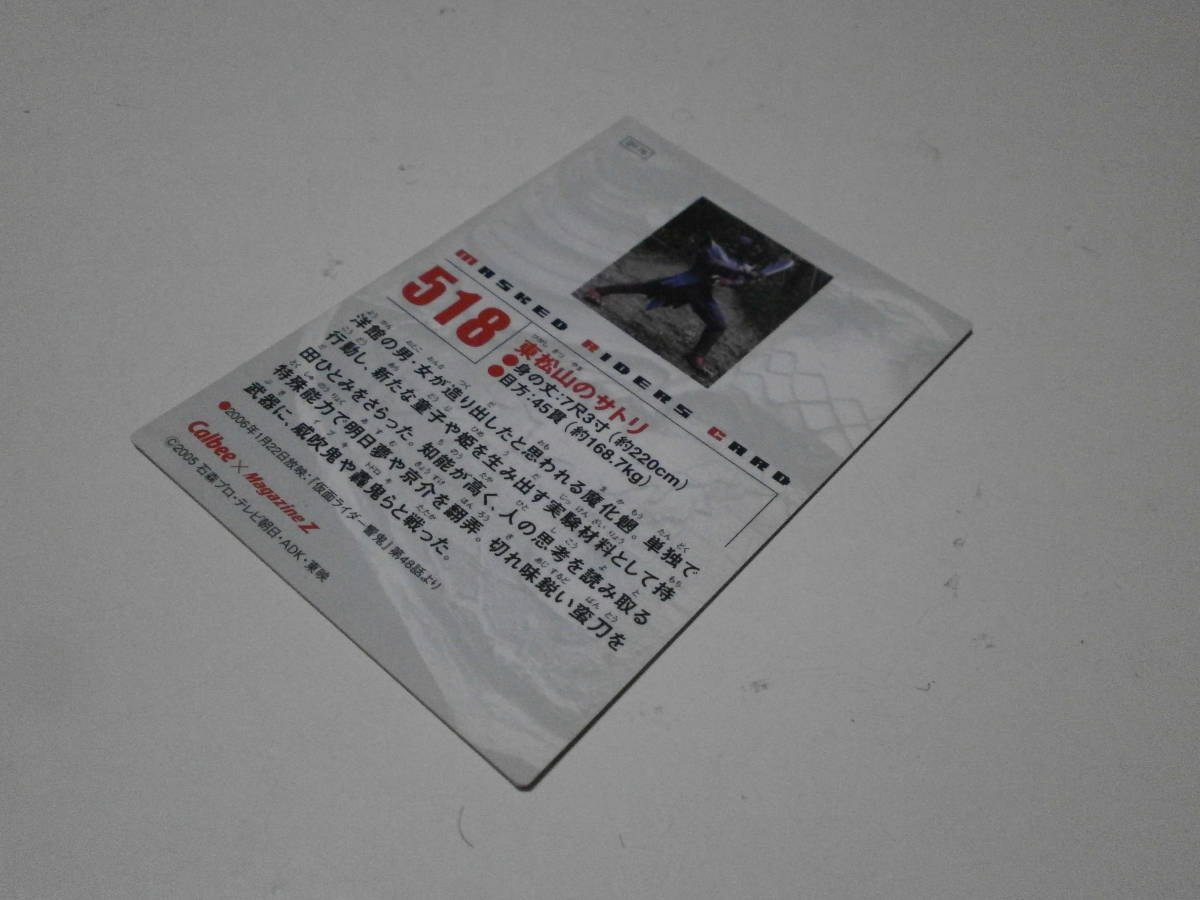 MASKED RIDERS CARD
518
ひがし まつ やま
東松山のサトリ
●身の丈:7尺3寸(約220cm)
●目方:45貫(約168.7kg)
洋館の男・女が造り出したと思われる魔化魍。単独で
行動し、新たな童子や姫を生み出す実験材料として持
田ひとみをさらった。知能が高く、人の思考を読み取る
特殊能力で明日夢や京介を翻弄。切れ味鋭い蛮刀を
武器に、威吹鬼や轟鬼らと戦った。
●2006年1月22日放映・『仮面ライダー響鬼』第48話より
Calbee × Magazine Z
©2005 石森プロ・テレビ朝日・ADK・東映